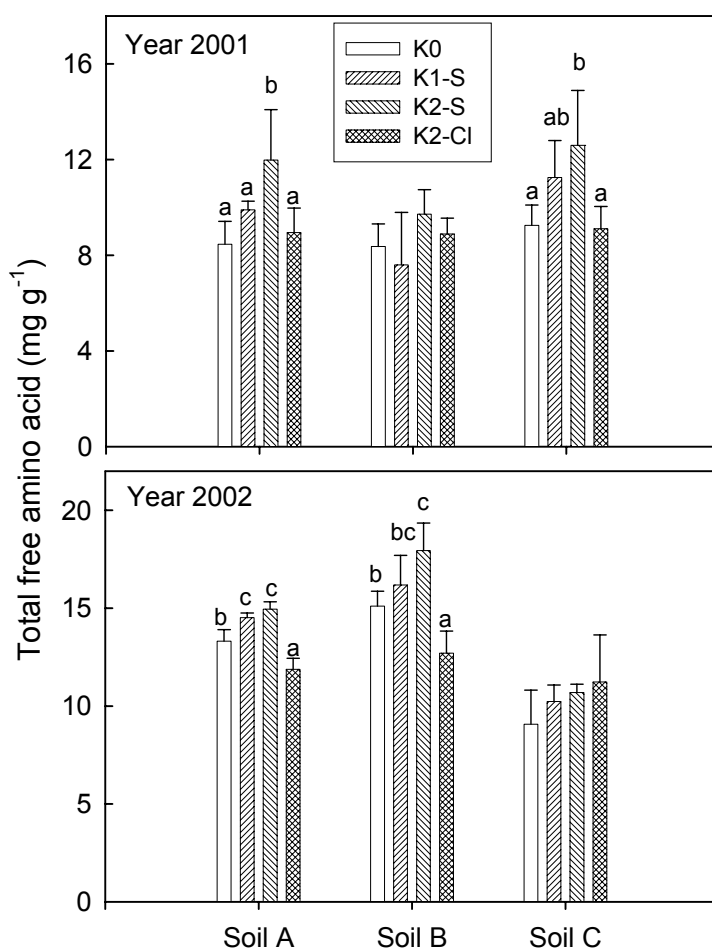 Year 2001
K0
K1-S
K2-S
K2-Cl
16
12
8
4
0
a a b a
a ab b a
Total free amino acid (mg g-1)
Year 2002
20
15
10
5
0
b c c a
b bc c a
Soil A Soil B Soil C